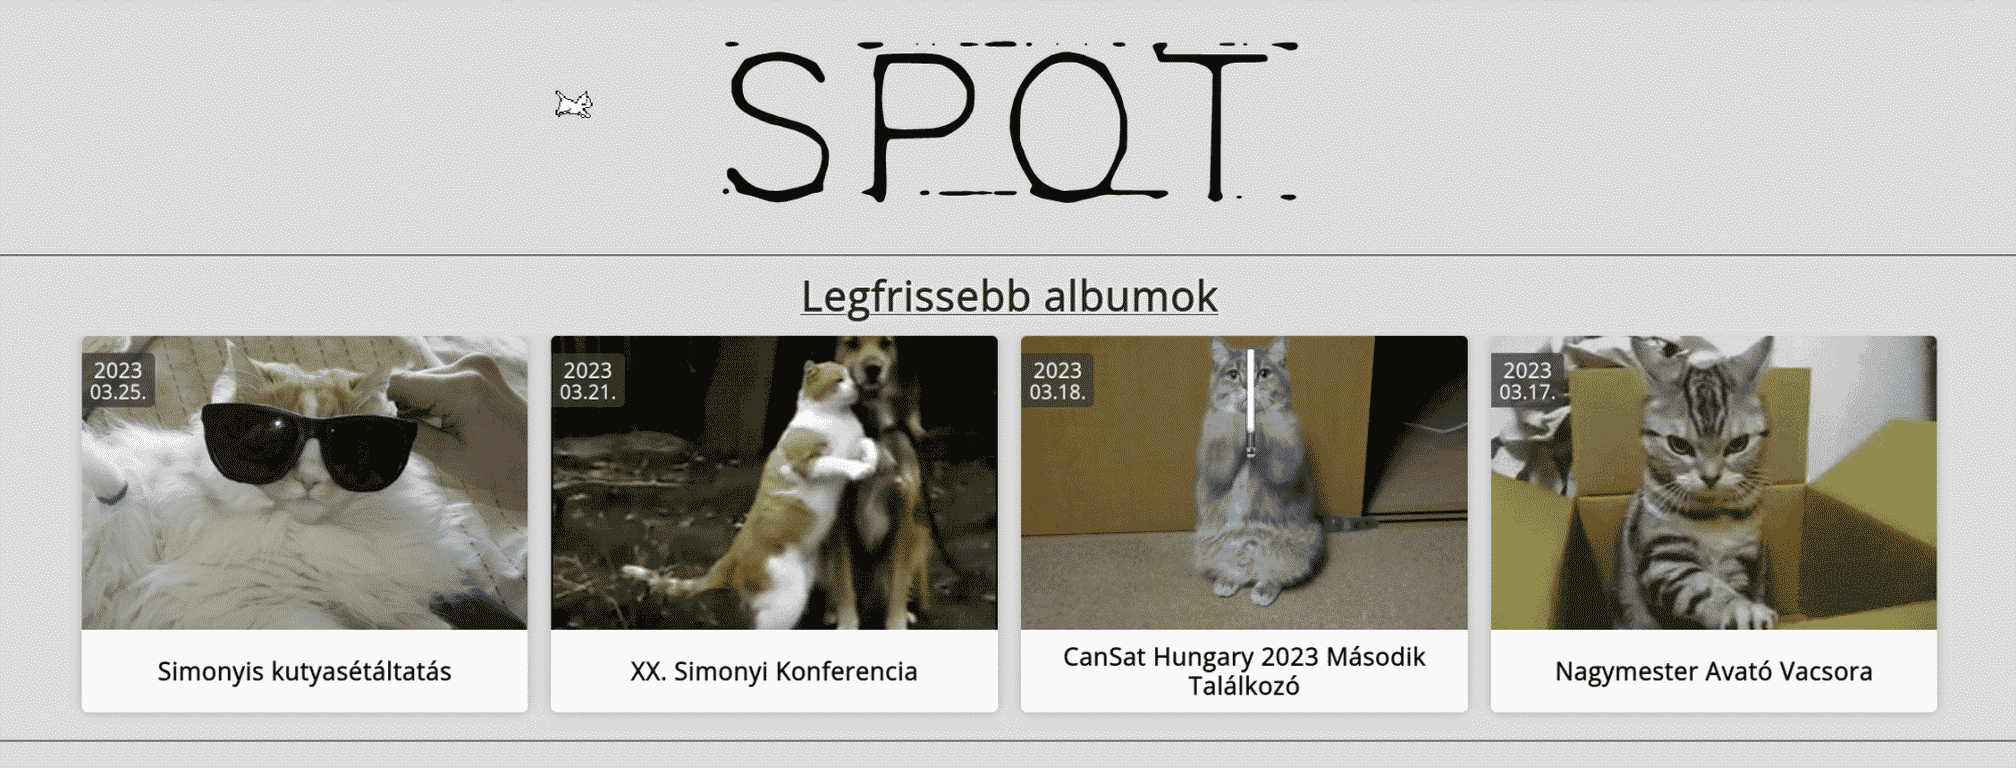 SPOT
Legfrissebb albumok
2023
03.25.
Simonyis kutyasétáltatás
2023
03.21.
XX. Simonyi Konferencia
2023
03.18.
CanSat Hungary 2023 Második
Találkozó
2023
03.17.
Nagymester Avató Vacsora